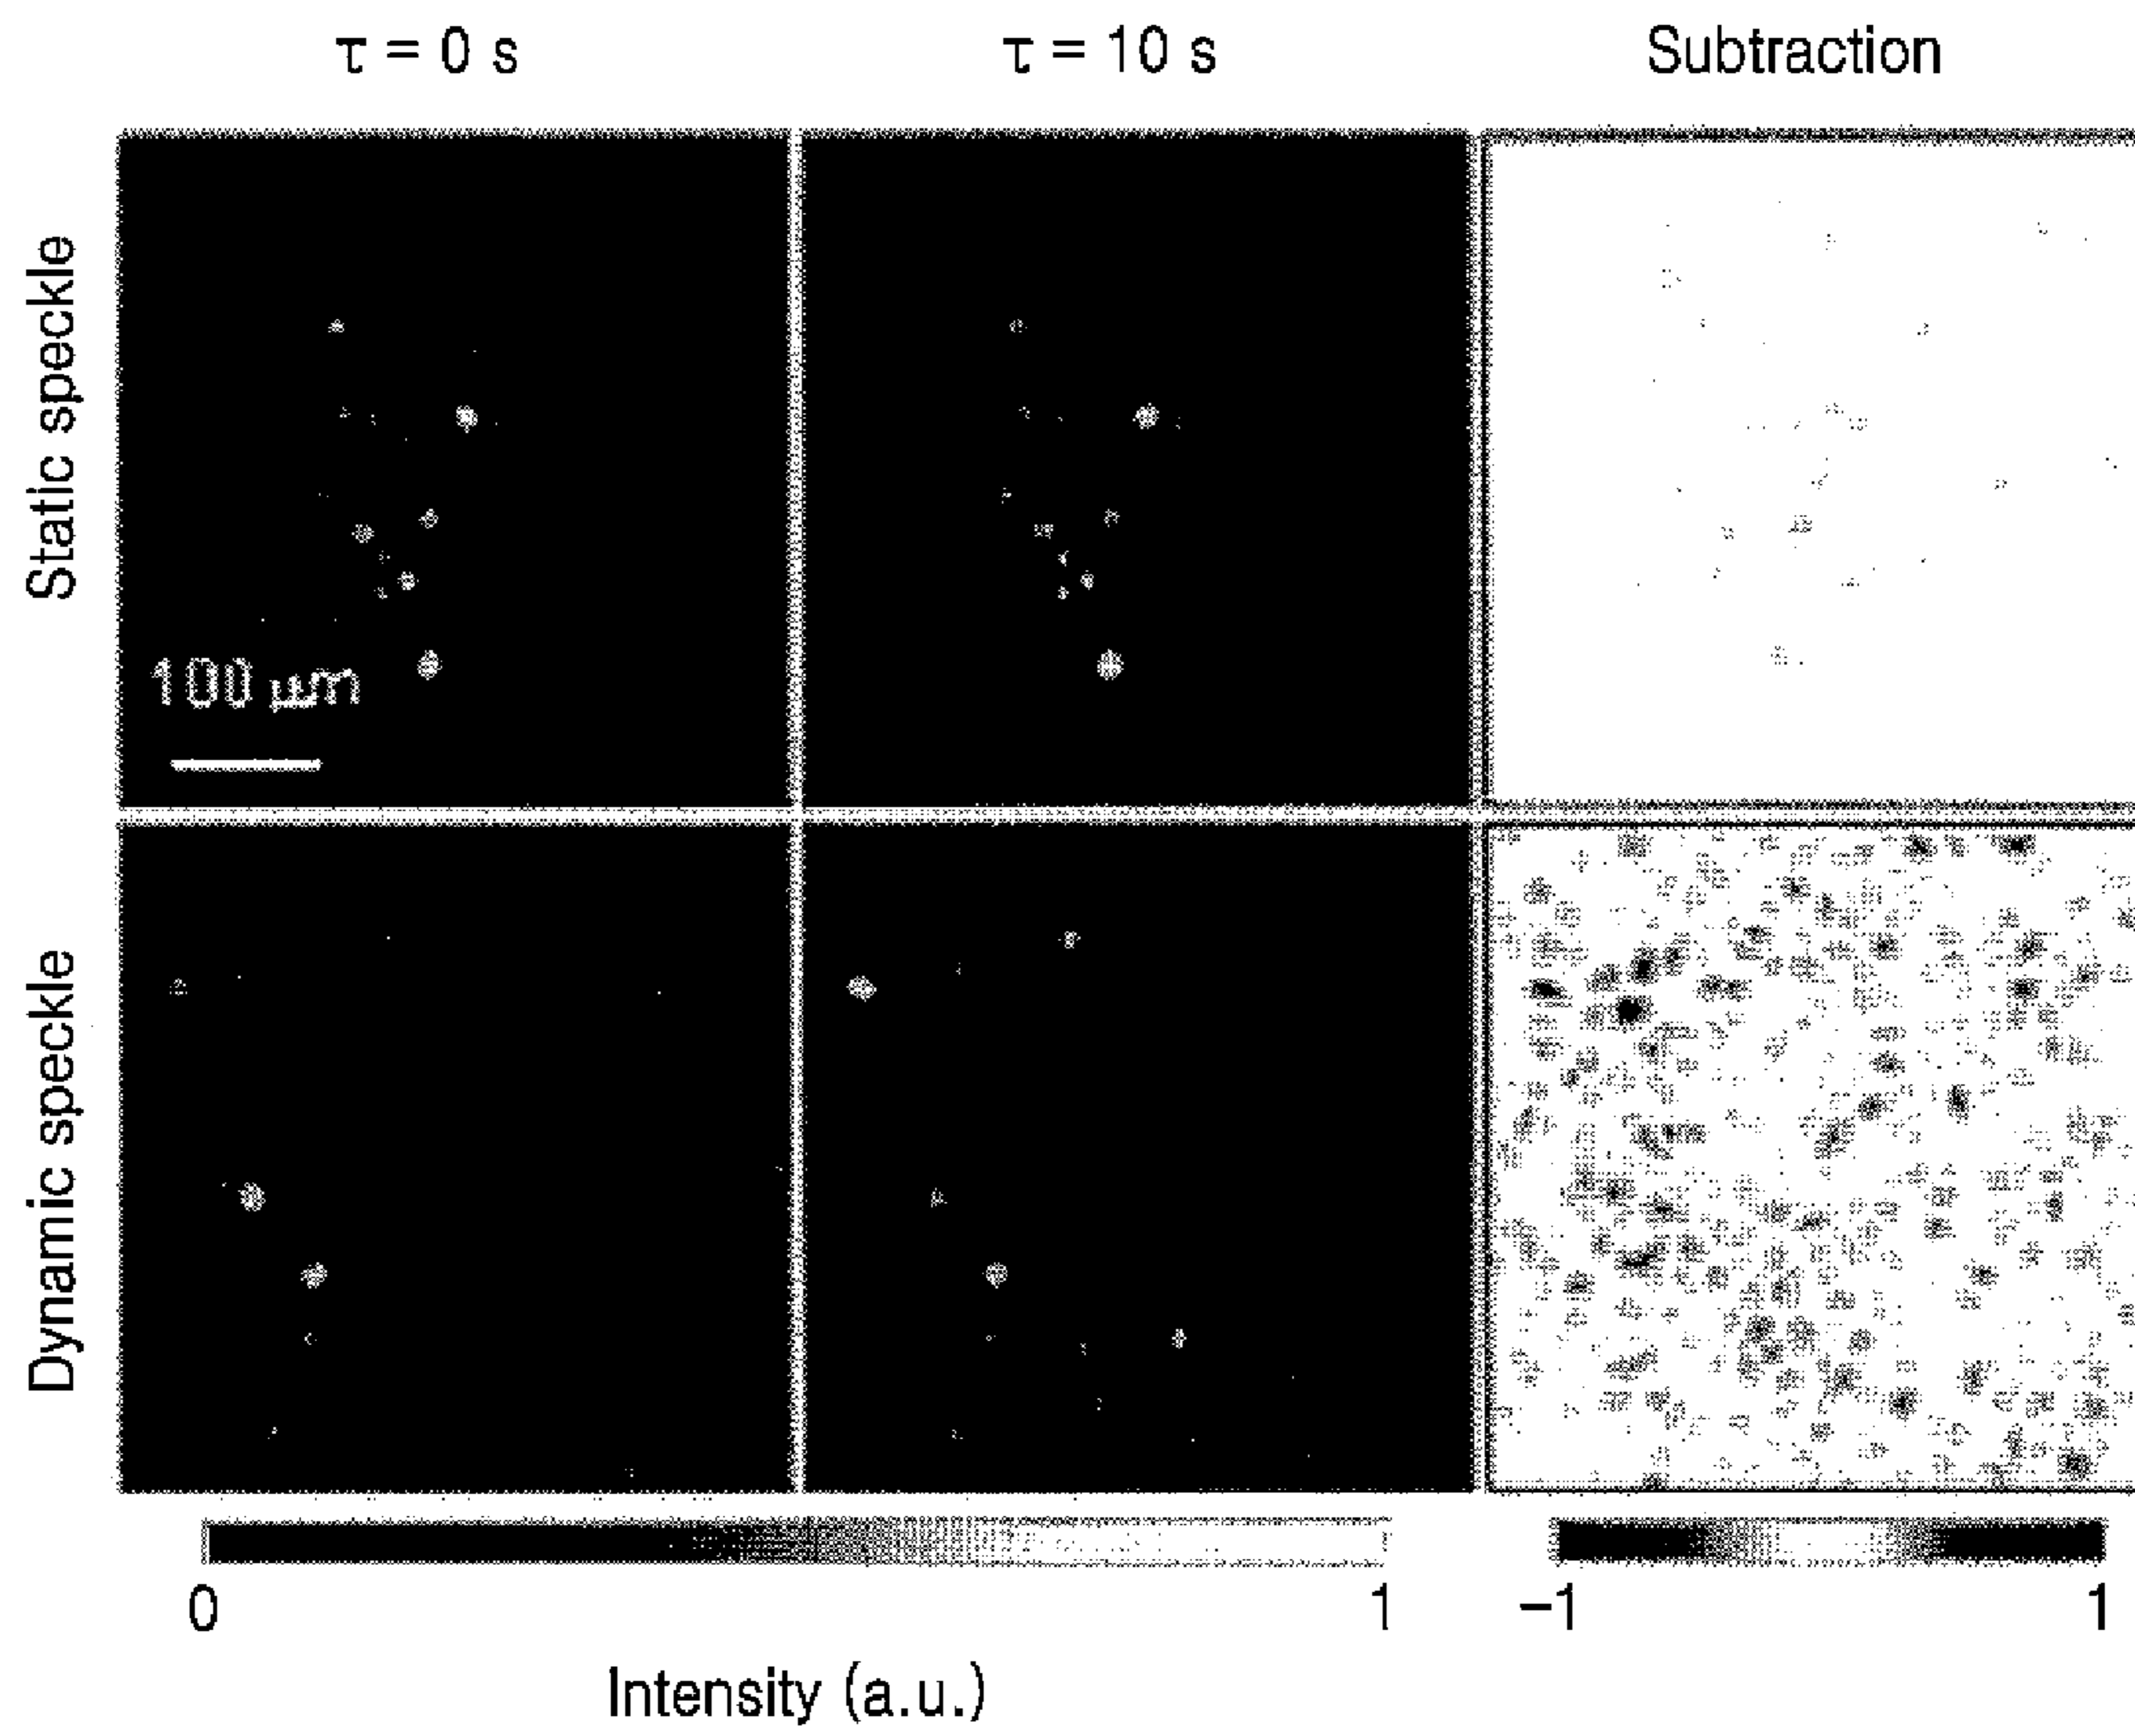 τ = 0 s
τ = 10 s
Subtraction
Static speckle
100 μm
Dynamic speckle
0
1
−1
1
Intensity (a.u.)